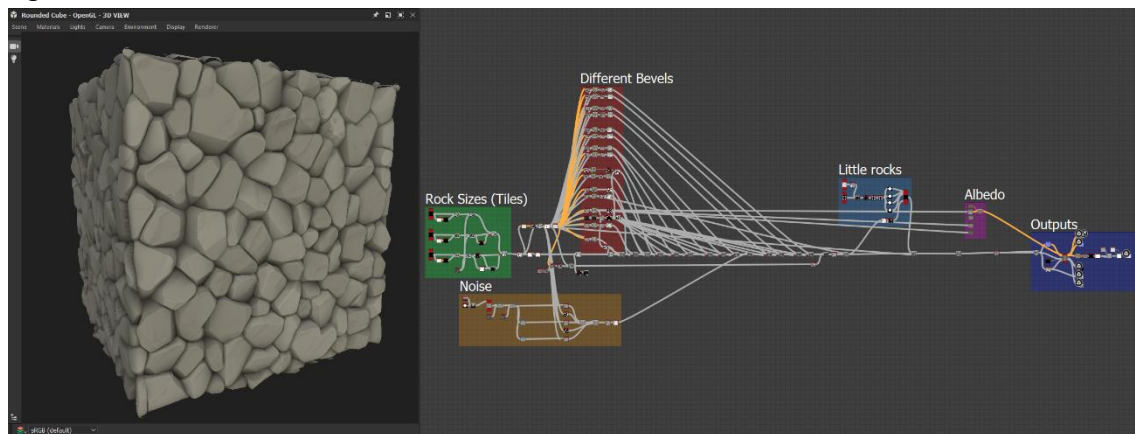 Rounded Cube - OpenGL - 3D VIEW
Scene Materials Lights Camera Environment Display Renderer
Different Bevels
Little rocks
Rock Sizes (Tiles)
Albedo
Outputs
Noise
sRGB (default)